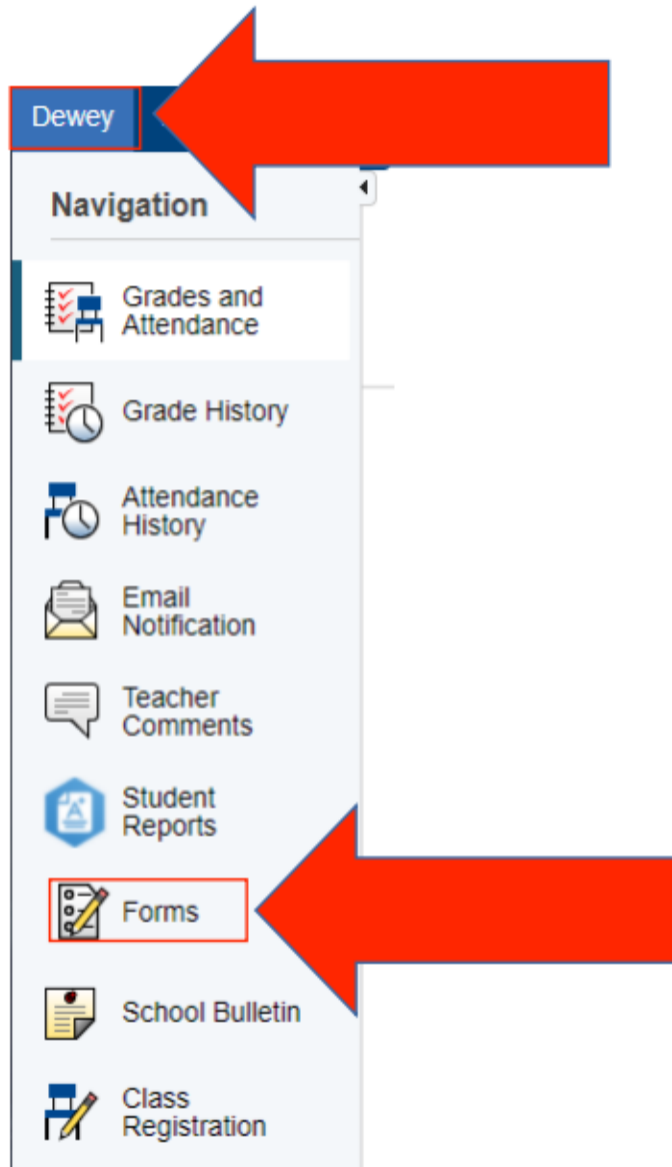 Dewey
Navigation
Grades and
Attendance
Grade History
Attendance
History
Email
Notification
Teacher
Comments
Student
Reports
Forms
School Bulletin
Class
Registration